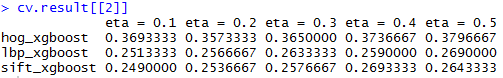 > cv.result[[2]]
eta = 0.1 eta = 0.2 eta = 0.3 eta = 0.4 eta = 0.5
hog_xgboost 0.3693333 0.3573333 0.3650000 0.3736667 0.3796667
lbp_xgboost 0.2513333 0.2566667 0.2633333 0.2590000 0.2690000
sift_xgboost 0.2490000 0.2536667 0.2576667 0.2693333 0.2643333